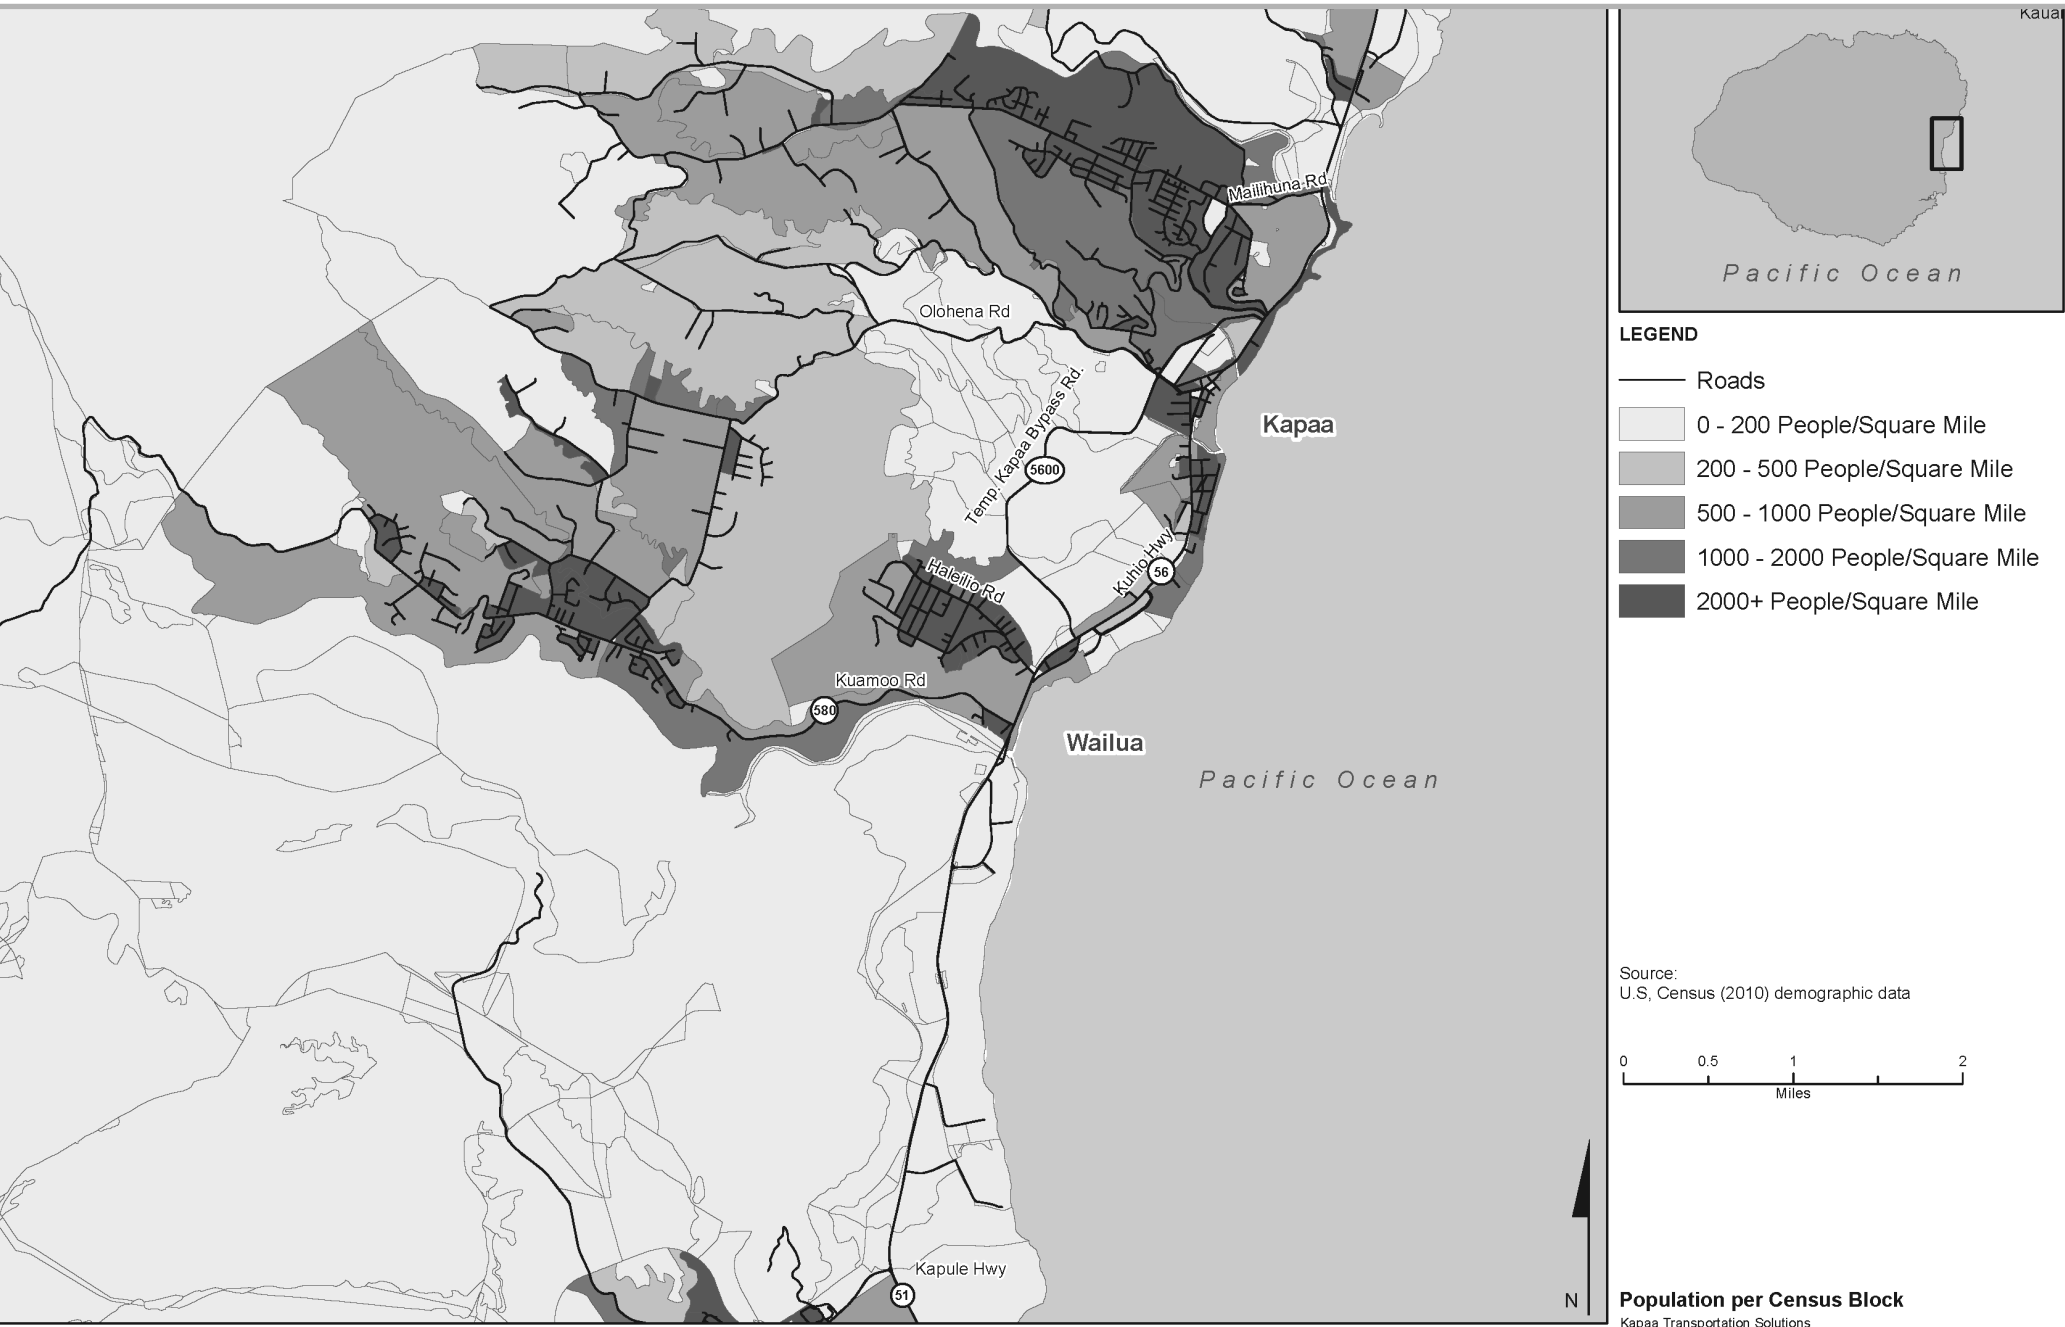 Kauai
Pacific Ocean
Mailihuna Rd
Olohena Rd
Temp. Kapaa Bypass Rd.
5600
Kapaa
Haleilio Rd
Kuhio Hwy
56
Kuamoo Rd
580
Wailua
Pacific Ocean
Kapule Hwy
51
N
LEGEND
Roads
0 - 200 People/Square Mile
200 - 500 People/Square Mile
500 - 1000 People/Square Mile
1000 - 2000 People/Square Mile
2000+ People/Square Mile
Source:
U.S, Census (2010) demographic data
0 0.5 1 2
Miles
Population per Census Block
Kapaa Transportation Solutions